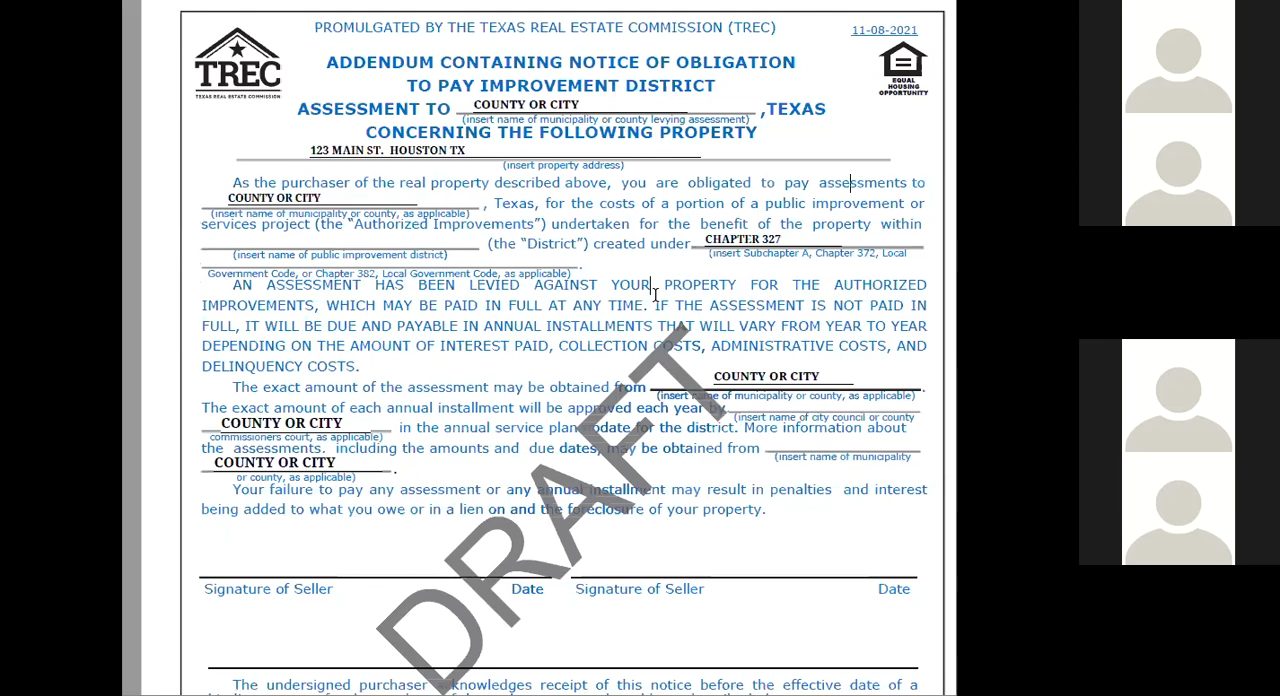 PROMULGATED BY THE TEXAS REAL ESTATE COMMISSION (TREC)
11-08-2021
TREC
TEXAS REAL ESTATE COMMISSION
EQUAL HOUSING OPPORTUNITY
ADDENDUM CONTAINING NOTICE OF OBLIGATION
TO PAY IMPROVEMENT DISTRICT
ASSESSMENT TO COUNTY OR CITY ,TEXAS
(insert name of municipality or county levying assessment)
CONCERNING THE FOLLOWING PROPERTY
123 MAIN ST. HOUSTON TX
(insert property address)
As the purchaser of the real property described above, you are obligated to pay assessments to
COUNTY OR CITY , Texas, for the costs of a portion of a public improvement or
(insert name of municipality or county, as applicable)
services project (the “Authorized Improvements”) undertaken for the benefit of the property within
(the “District”) created under CHAPTER 327
(insert name of public improvement district) (insert Subchapter A, Chapter 372, Local
.
Government Code, or Chapter 382, Local Government Code, as applicable)
AN ASSESSMENT HAS BEEN LEVIED AGAINST YOUR PROPERTY FOR THE AUTHORIZED
IMPROVEMENTS, WHICH MAY BE PAID IN FULL AT ANY TIME. IF THE ASSESSMENT IS NOT PAID IN
FULL, IT WILL BE DUE AND PAYABLE IN ANNUAL INSTALLMENTS THAT WILL VARY FROM YEAR TO YEAR
DEPENDING ON THE AMOUNT OF INTEREST PAID, COLLECTION COSTS, ADMINISTRATIVE COSTS, AND
DELINQUENCY COSTS.
The exact amount of the assessment may be obtained from COUNTY OR CITY .
(insert name of municipality or county, as applicable)
The exact amount of each annual installment will be approved each year by
(insert name of city council or county
COUNTY OR CITY in the annual service plan update for the district. More information about
commissioners court, as applicable)
the assessments. including the amounts and due dates, may be obtained from
(insert name of municipality
COUNTY OR CITY .
or county, as applicable)
Your failure to pay any assessment or any annual installment may result in penalties and interest
being added to what you owe or in a lien on and the foreclosure of your property.
DRAFT
Signature of Seller Date Signature of Seller Date
The undersigned purchaser acknowledges receipt of this notice before the effective date of a